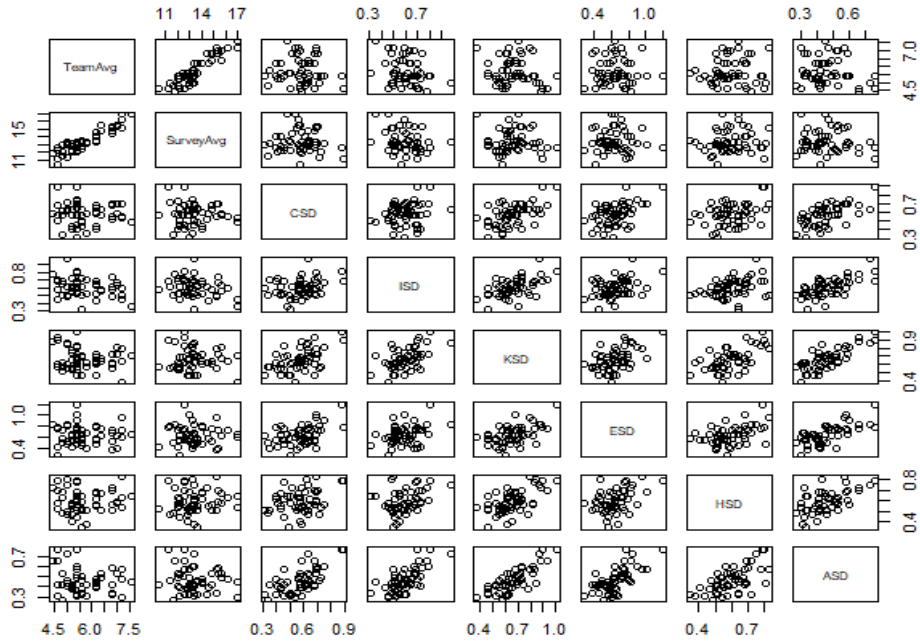 11 14 17 0.3 0.7 0.4 1.0 0.3 0.6
TeamAvg 4.5 6.0 7.0
11 15 SurveyAvg
CSD 0.3 0.7
0.3 0.8 ISD
KSD 0.4 0.9
0.4 1.0 ESD
HSD 0.4 0.8
0.3 0.7 ASD
4.5 6.0 7.5 0.3 0.6 0.9 0.4 0.7 1.0 0.4 0.7